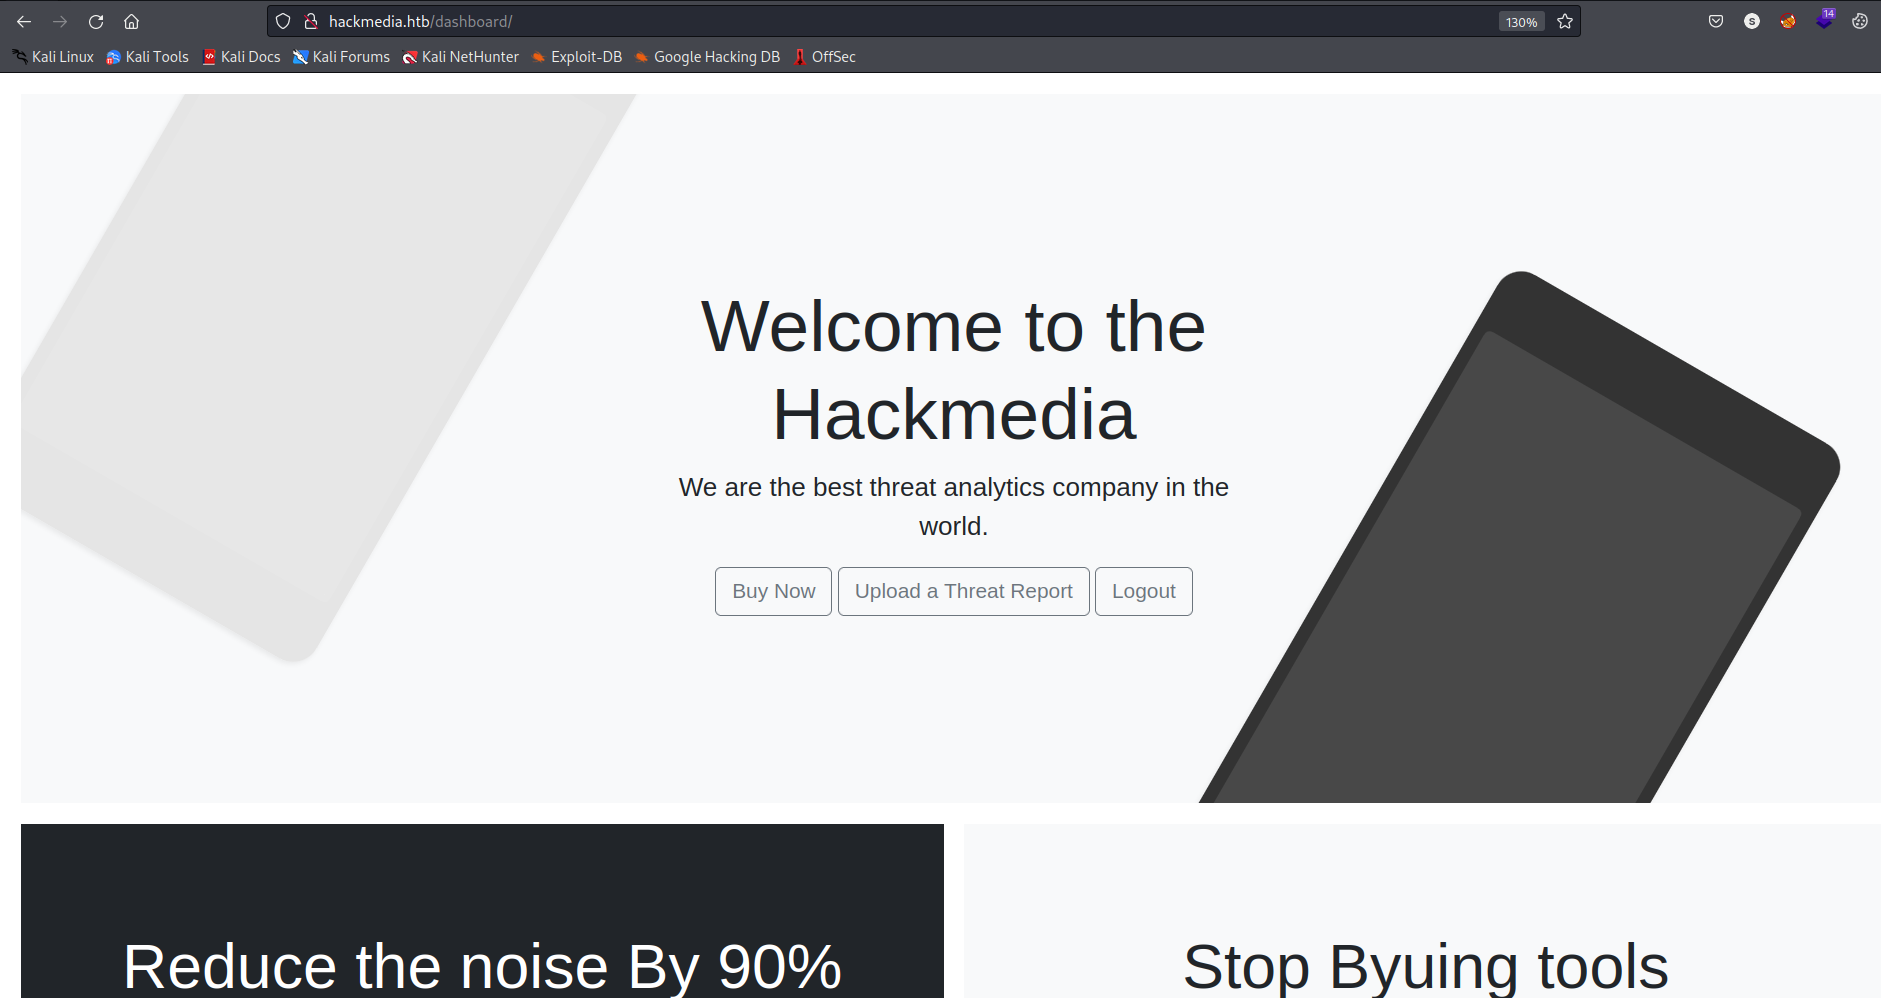 hackmedia.htb/dashboard/
130%
S
14
Kali Linux
Kali Tools
Kali Docs
Kali Forums
Kali NetHunter
Exploit-DB
Google Hacking DB
OffSec
Welcome to the
Hackmedia
We are the best threat analytics company in the
world.
Buy Now
Upload a Threat Report
Logout
Reduce the noise By 90%
Stop Byuing tools